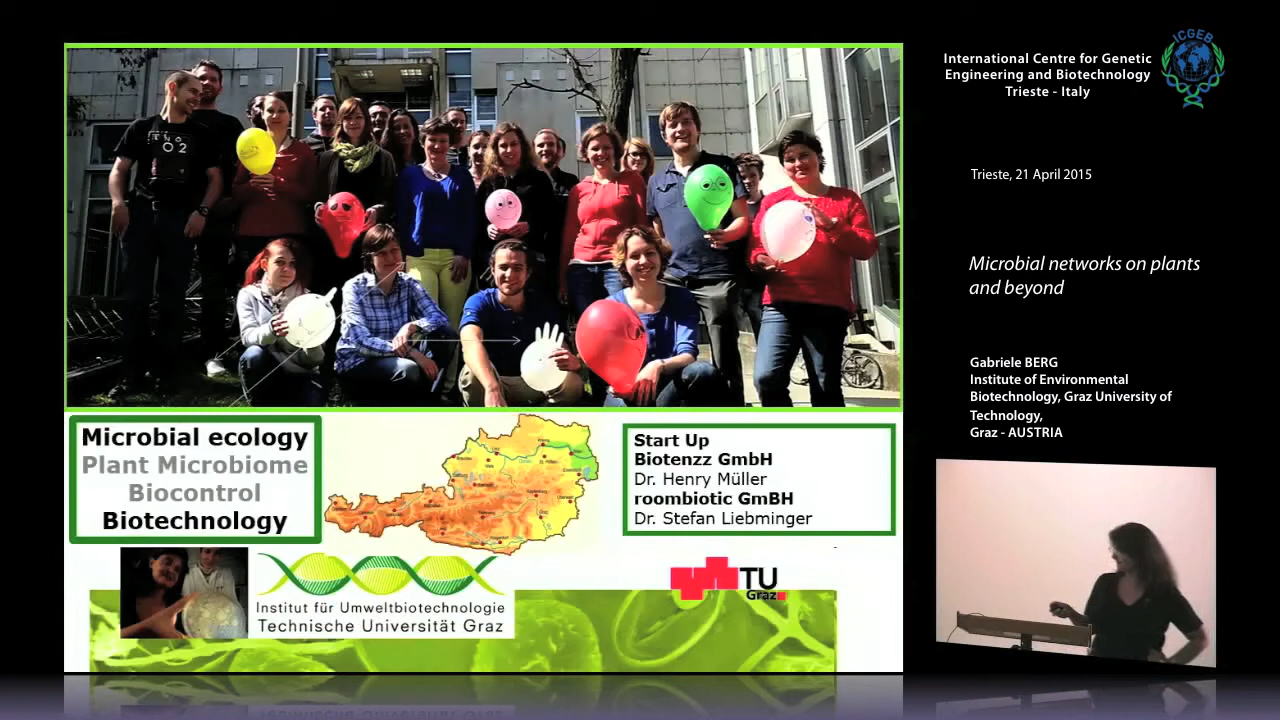 Microbial ecology
Plant Microbiome
Biocontrol
Biotechnology
Start Up
Biotenzz GmbH
Dr. Henry Müller
roombiotic GmBH
Dr. Stefan Liebminger
Institut für Umweltbiotechnologie
Technische Universität Graz
TU
Graz
ICGEB
International Centre for Genetic
Engineering and Biotechnology
Trieste - Italy
Trieste, 21 April 2015
Microbial networks on plants
and beyond
Gabriele BERG
Institute of Environmental
Biotechnology, Graz University of
Technology,
Graz - AUSTRIA